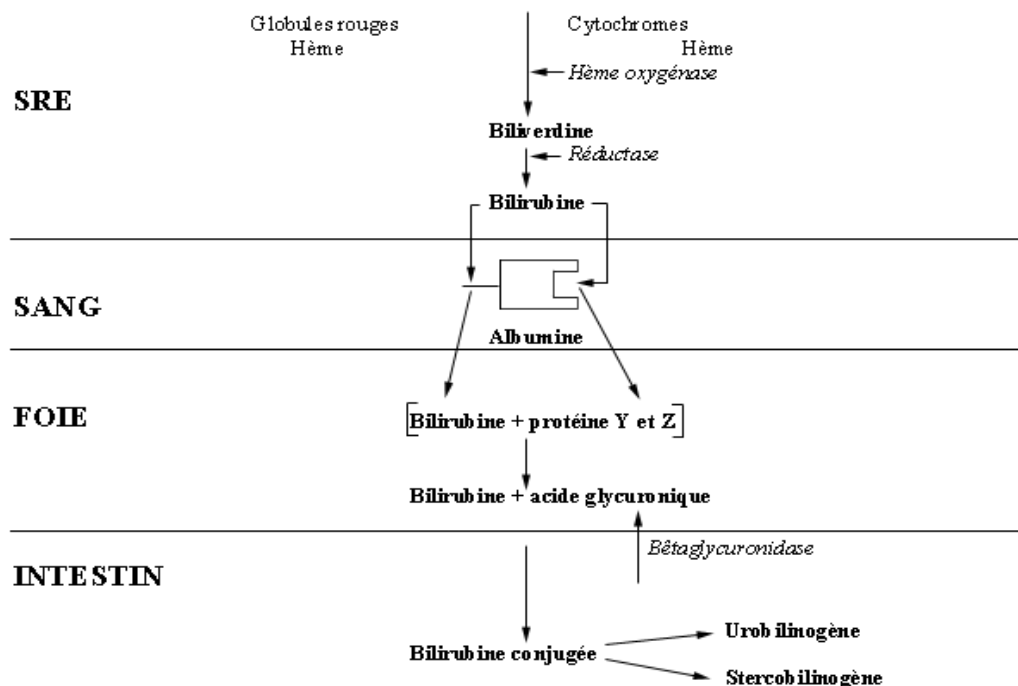 Globules rouges
Hème
Cytochromes
Hème
Hème oxygénase
SRE
Biliverdine
Réductase
Bilirubine
SANG
Albumine
FOIE
[Bilirubine + protéine Y et Z]
Bilirubine + acide glycuronique
Bêtaglycuronidase
INTESTIN
Urobilinogène
Bilirubine conjugée
Stercobilinogène